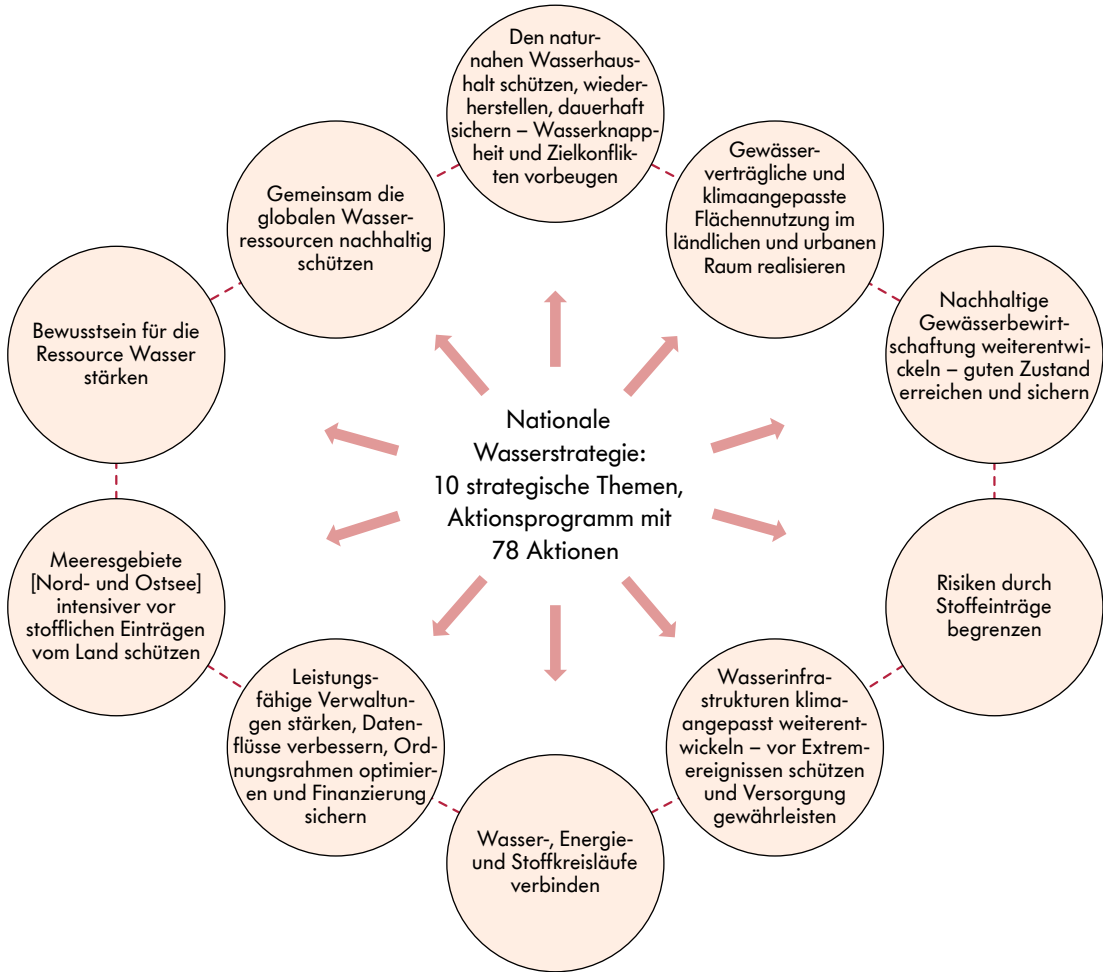 Den natur-
nahen Wasserhaus-
halt schützen, wieder-
herstellen, dauerhaft
sichern – Wasserknapp-
heit und Zielkonflik-
ten vorbeugen
Gewässer-
verträgliche und
klimaangepasste
Flächennutzung im
ländlichen und urbanen
Raum realisieren
Nachhaltige
Gewässerbewirt-
schaftung weiterentwi-
ckeln – guten Zustand
erreichen und sichern
Risiken durch
Stoffeinträge
begrenzen
Wasserinfra-
strukturen klima-
angepasst weiterent-
wickeln – vor Extrem-
ereignissen schützen
und Versorgung
gewährleisten
Wasser-, Energie-
und Stoffkreisläufe
verbinden
Leistungs-
fähige Verwaltun-
gen stärken, Daten-
flüsse verbessern, Ord-
nungsrahmen optimier-
en und Finanzierung
sichern
Meeresgebiete
[Nord- und Ostsee]
intensiver vor
stofflichen Einträgen
vom Land schützen
Bewusstsein für die
Ressource Wasser
stärken
Gemeinsam die
globalen Wasser-
ressourcen nachhaltig
schützen
Nationale
Wasserstrategie:
10 strategische Themen,
Aktionsprogramm mit
78 Aktionen